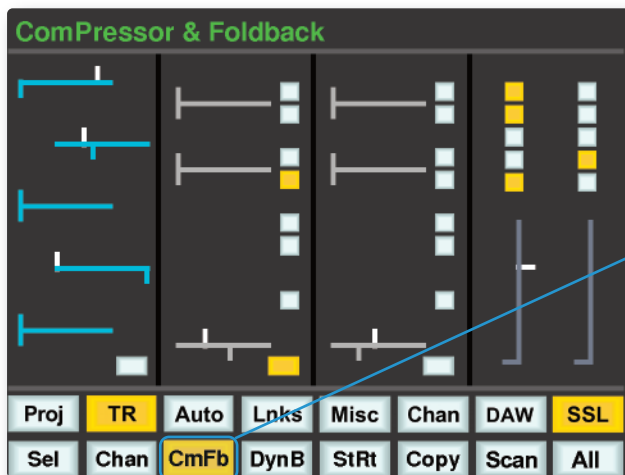 ComPressor & Foldback
Proj TR Auto Lnks Misc Chan DAW SSL
Sel Chan CmFb DynB StRt Copy Scan All